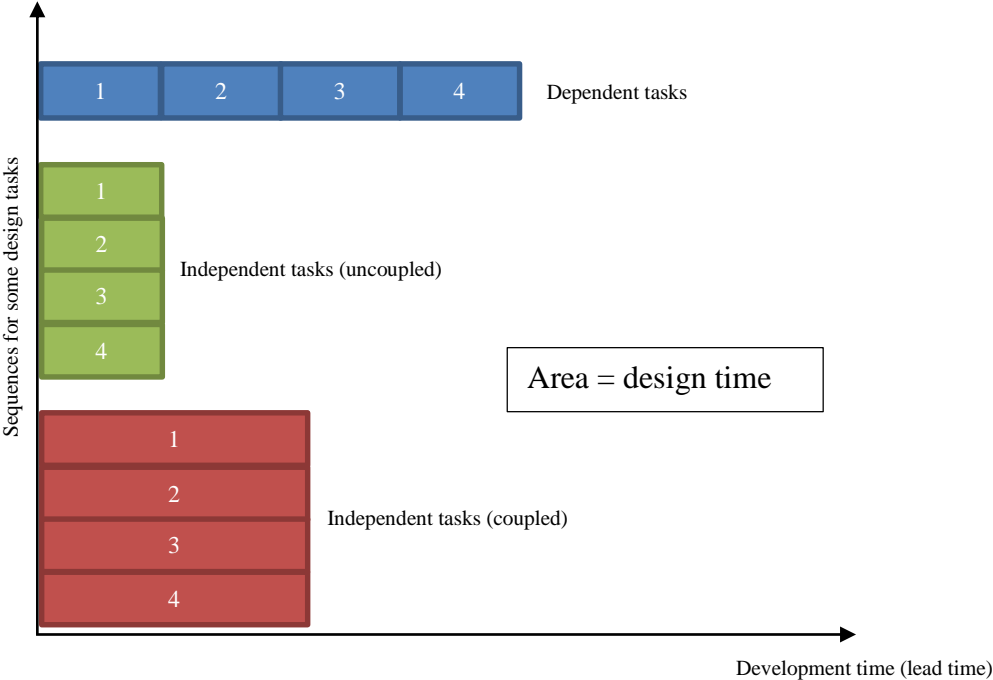 1 2 3 4 Dependent tasks
Sequences for some design tasks
1
2
Independent tasks (uncoupled)
3
4
Area = design time
1
2
Independent tasks (coupled)
3
4
Development time (lead time)